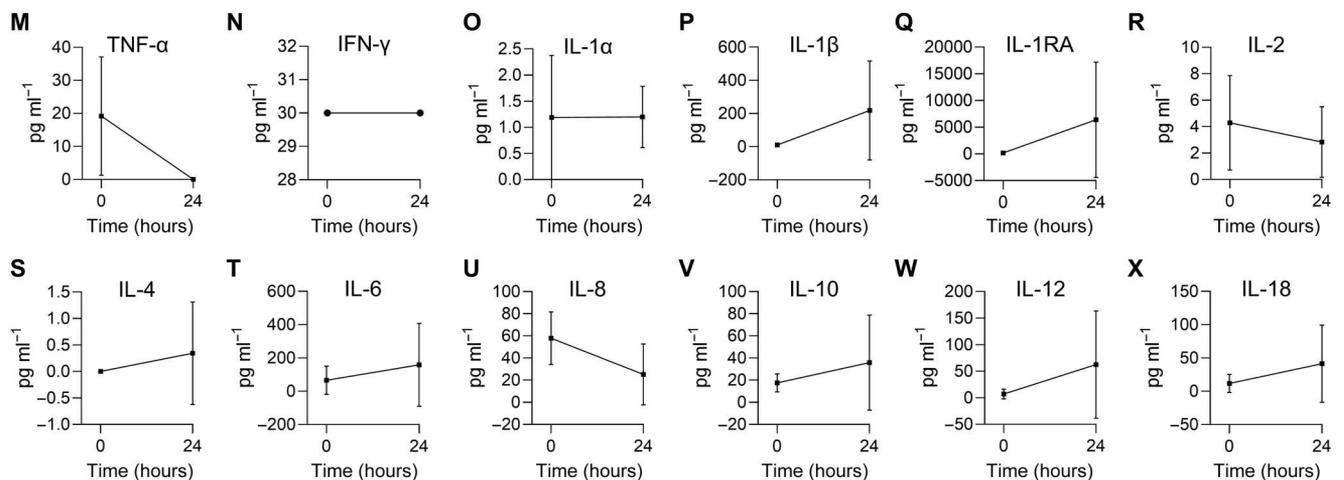 M
TNF-α
pg ml⁻¹
40
30
20
10
0
0 24
Time (hours)
N
IFN-γ
pg ml⁻¹
32
31
30
29
28
0 24
Time (hours)
O
IL-1α
pg ml⁻¹
2.5
2.0
1.5
1.0
0.5
0.0
0 24
Time (hours)
P
IL-1β
pg ml⁻¹
600
400
200
0
–200
0 24
Time (hours)
Q
IL-1RA
pg ml⁻¹
20000
15000
10000
5000
0
–5000
0 24
Time (hours)
R
IL-2
pg ml⁻¹
10
8
6
4
2
0
0 24
Time (hours)
S
IL-4
pg ml⁻¹
1.5
1.0
0.5
0.0
–0.5
–1.0
0 24
Time (hours)
T
IL-6
pg ml⁻¹
600
400
200
0
–200
0 24
Time (hours)
U
IL-8
pg ml⁻¹
100
80
60
40
20
0
–20
0 24
Time (hours)
V
IL-10
pg ml⁻¹
100
80
60
40
20
0
–20
0 24
Time (hours)
W
IL-12
pg ml⁻¹
200
150
100
50
0
–50
0 24
Time (hours)
X
IL-18
pg ml⁻¹
150
100
50
0
–50
0 24
Time (hours)